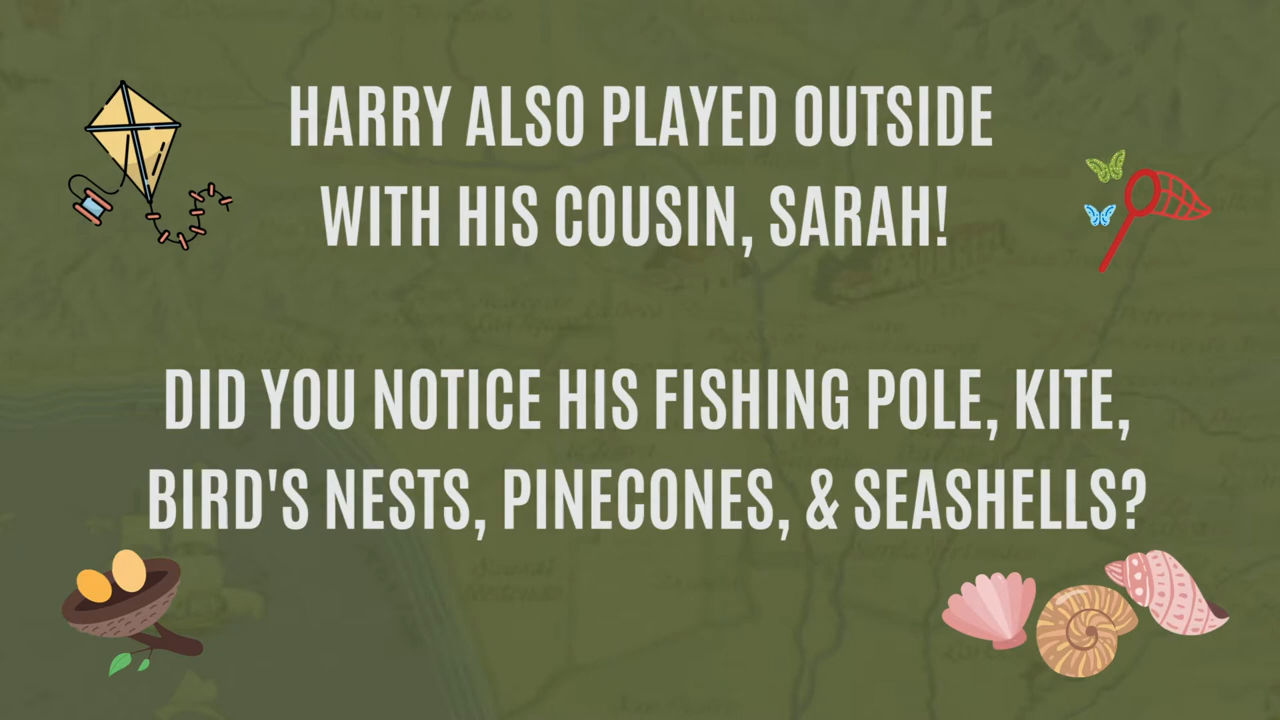 HARRY ALSO PLAYED OUTSIDE
WITH HIS COUSIN, SARAH!
DID YOU NOTICE HIS FISHING POLE, KITE,
BIRD'S NESTS, PINECONES, & SEASHELLS?